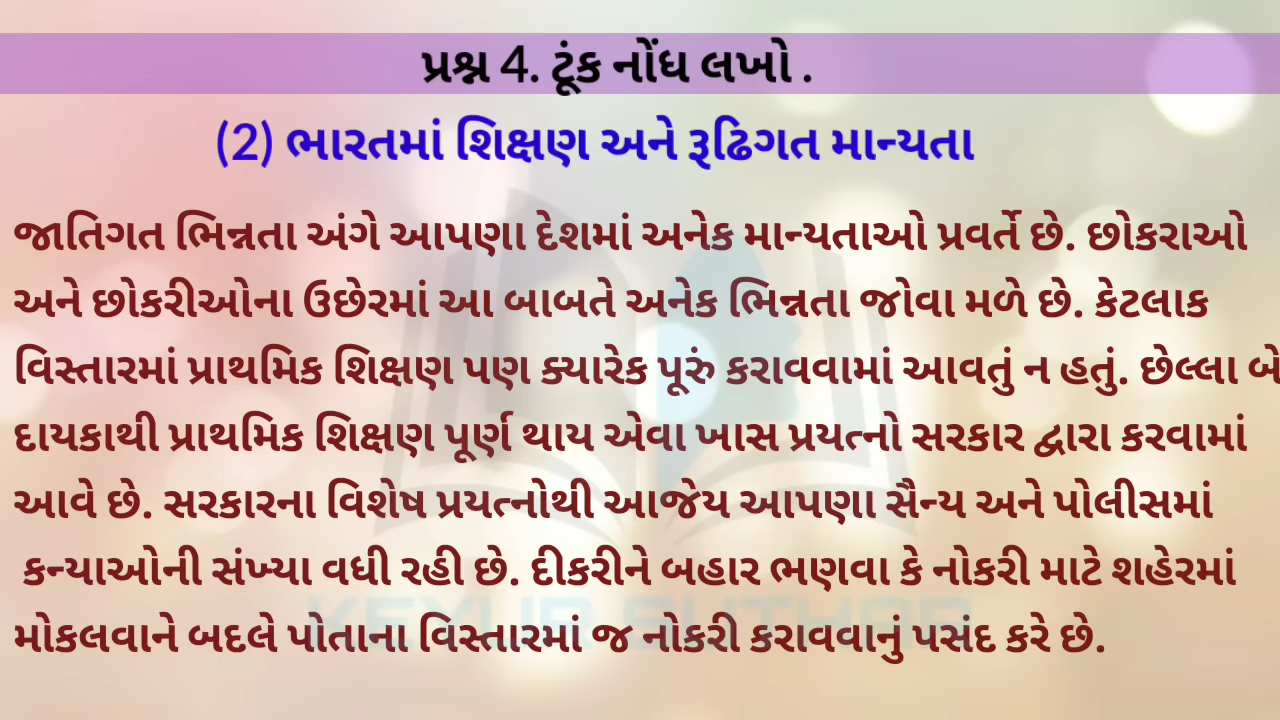 પ્રશ્ન 4. ટૂંક નોંધ લખો .
(2) ભારતમાં શિક્ષણ અને રૂઢિગત માન્યતા
જાતિગત ભિન્નતા અંગે આપણા દેશમાં અનેક માન્યતાઓ પ્રવર્તે છે. છોકરાઓ
અને છોકરીઓના ઉછેરમાં આ બાબતે અનેક ભિન્નતા જોવા મળે છે. કેટલાક
વિસ્તારમાં પ્રાથમિક શિક્ષણ પણ ક્યારેક પૂરું કરાવવામાં આવતું ન હતું. છેલ્લા બે
દાયકાથી પ્રાથમિક શિક્ષણ પૂર્ણ થાય એવા ખાસ પ્રયત્નો સરકાર દ્વારા કરવામાં
આવે છે. સરકારના વિશેષ પ્રયત્નોથી આજેય આપણા સૈન્ય અને પોલીસમાં
કન્યાઓની સંખ્યા વધી રહી છે. દીકરીને બહાર ભણવા કે નોકરી માટે શહેરમાં
મોકલવાને બદલે પોતાના વિસ્તારમાં જ નોકરી કરાવવાનું પસંદ કરે છે.
KEYUR SUTHAR